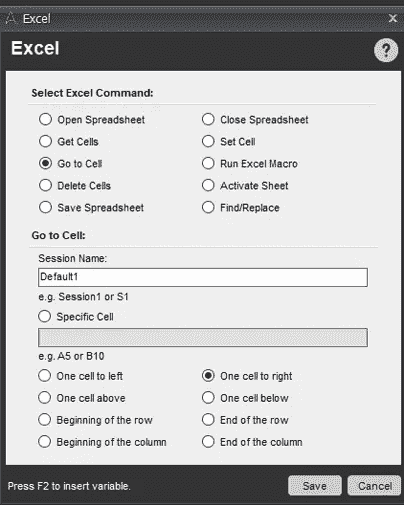 Excel
Excel
?
Select Excel Command:
Open Spreadsheet Close Spreadsheet
Get Cells Set Cell
Go to Cell Run Excel Macro
Delete Cells Activate Sheet
Save Spreadsheet Find/Replace
Go to Cell:
Session Name:
Default1
e.g. Session1 or S1
Specific Cell
e.g. A5 or B10
One cell to left One cell to right
One cell above One cell below
Beginning of the row End of the row
Beginning of the column End of the column
Press F2 to insert variable. Save Cancel